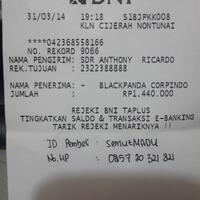 BNI
31/03/14 19:18 S1BJPKK008
KLN CIJERAH NONTUNAI
****042368558166
NO. REKORD 9066
NAMA PENGIRIM: SDR ANTHONY RICARDO
REK.TUJUAN : 2322388888
NAMA PENERIMA: - BLACKPANDA CORPINDO
JUMLAH : RP1.440.000
REJEKI BNI TAPLUS
TINGKATKAN SALDO & TRANSAKSI E-BANKING
TARIK REJEKI MENARIKNYA !!
ID Pembeli : semutMADU
No.HP : 0857 20 321 321